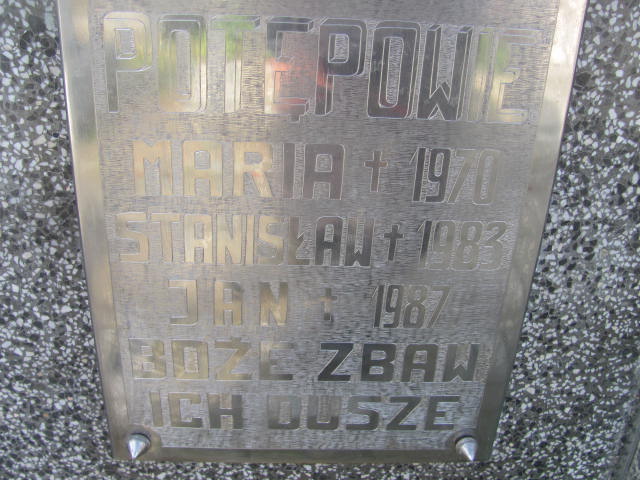 POTĘPOWIE
MARIA + 1970
STANISŁAW + 1983
JAN + 1987
BOŻE ZBAW
ICH DUSZE